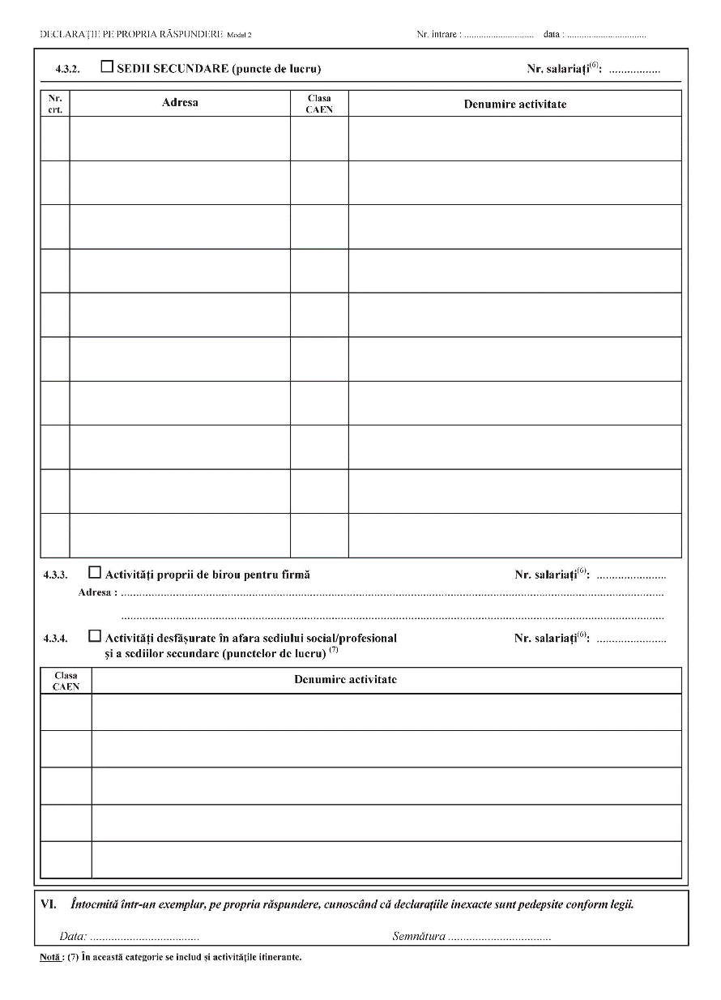 DECLARAȚIE PE PROPRIA RĂSPUNDERE Model 2 Nr. intrare : ............................. data : .................................
4.3.2. ☐ SEDII SECUNDARE (puncte de lucru) Nr. salariați(6): .................
Nr. crt. Adresa Clasa CAEN Denumire activitate
4.3.3. ☐ Activități proprii de birou pentru firmă Nr. salariați(6): .......................
Adresa : ....................................................................................................
....................................................................................................
4.3.4. ☐ Activități desfășurate în afara sediului social/profesional Nr. salariați(6): .......................
și a sediilor secundare (punctelor de lucru) (7)
Clasa CAEN Denumire activitate
VI. Întocmită într-un exemplar, pe propria răspundere, cunoscând că declarațiile inexacte sunt pedepsite conform legii.
Data: .................................... Semnătura ..................................
Notă : (7) În această categorie se includ și activitățile itinerante.